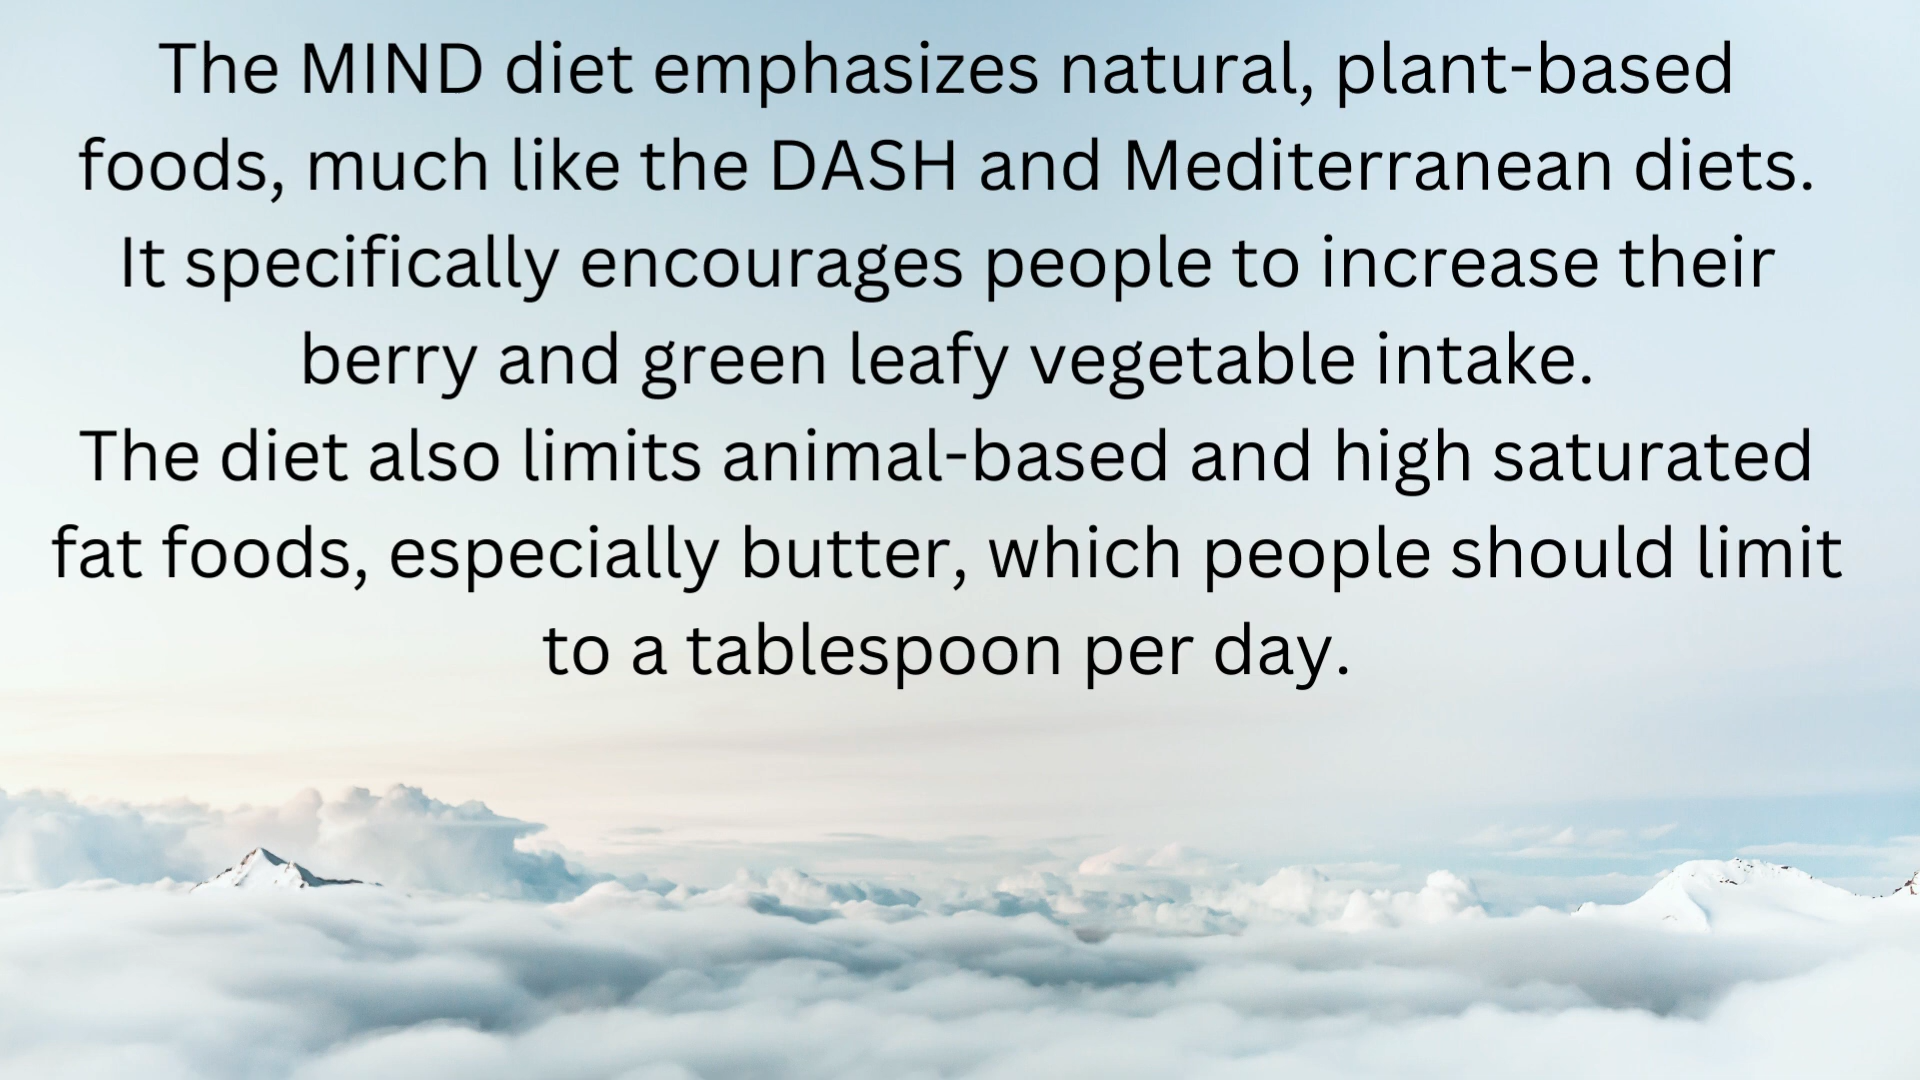 The MIND diet emphasizes natural, plant-based
foods, much like the DASH and Mediterranean diets.
It specifically encourages people to increase their
berry and green leafy vegetable intake.
The diet also limits animal-based and high saturated
fat foods, especially butter, which people should limit
to a tablespoon per day.